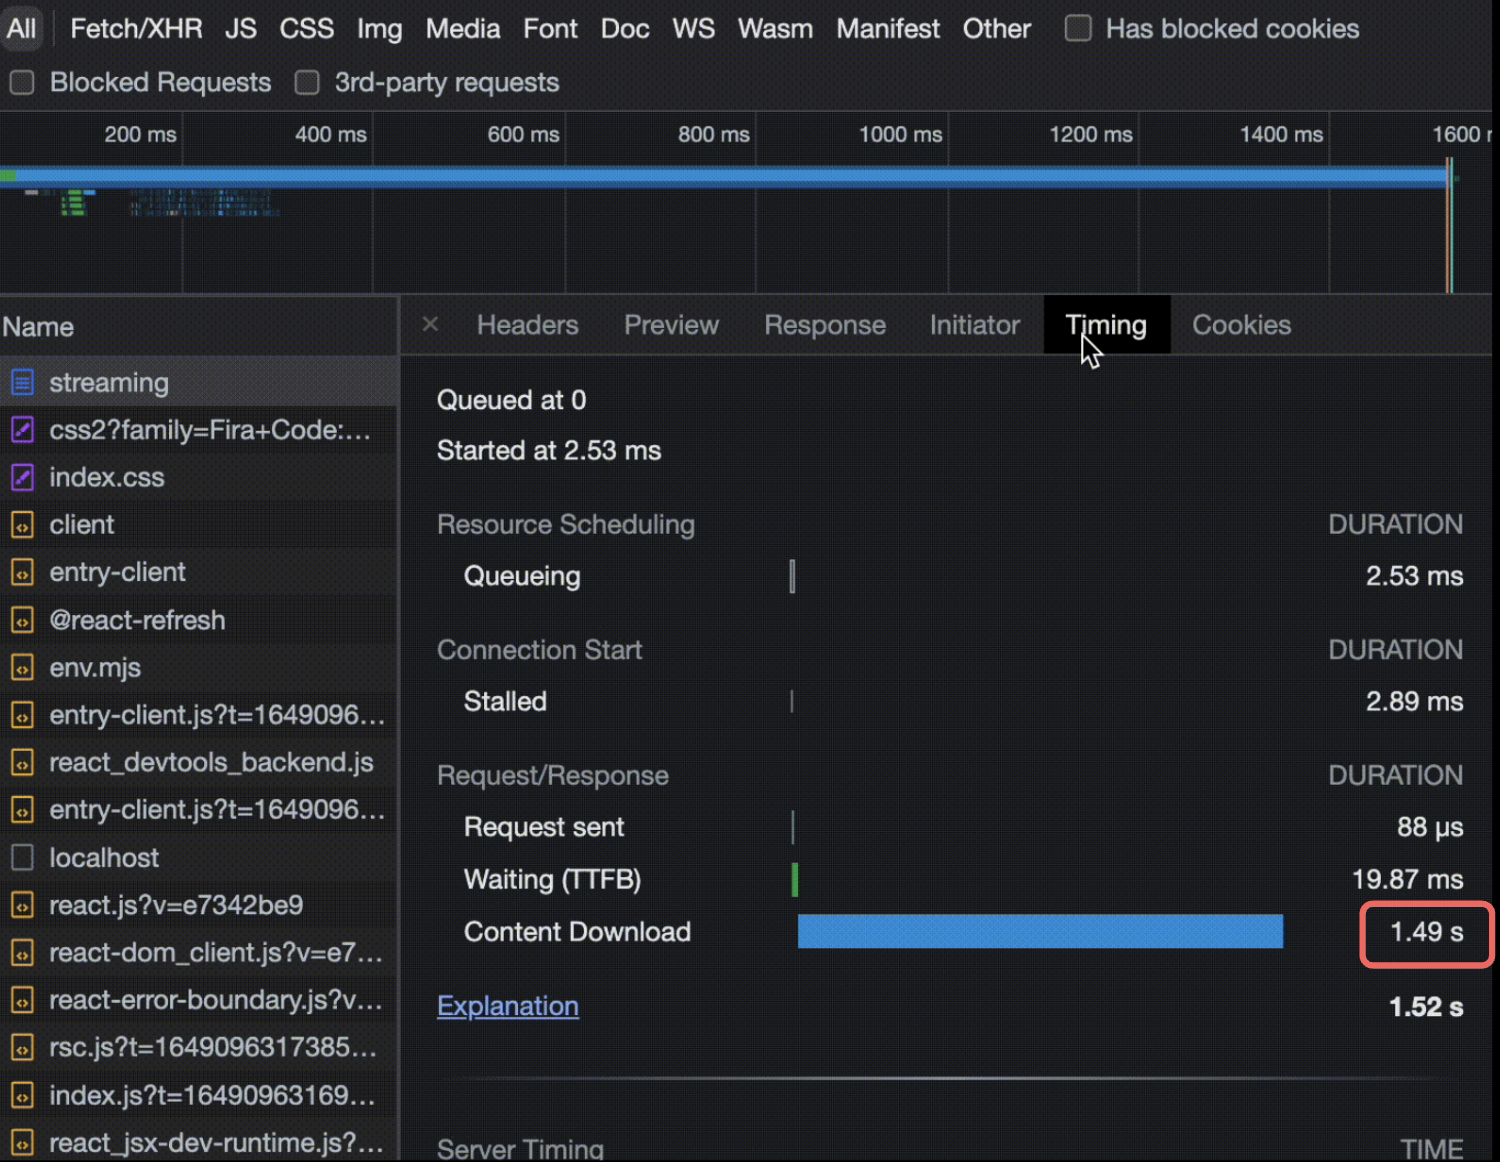 All Fetch/XHR JS CSS Img Media Font Doc WS Wasm Manifest Other Has blocked cookies
Blocked Requests 3rd-party requests
200 ms 400 ms 600 ms 800 ms 1000 ms 1200 ms 1400 ms 1600
Name
× Headers Preview Response Initiator Timing Cookies
streaming
css2?family=Fira+Code:...
index.css
client
entry-client
@react-refresh
env.mjs
entry-client.js?t=1649096...
react_devtools_backend.js
entry-client.js?t=1649096...
localhost
react.js?v=e7342be9
react-dom_client.js?v=e7...
react-error-boundary.js?v...
rsc.js?t=1649096317385...
index.js?t=16490963169...
react_jsx-dev-runtime.js?...
Queued at 0
Started at 2.53 ms
Resource Scheduling DURATION
Queueing 2.53 ms
Connection Start DURATION
Stalled 2.89 ms
Request/Response DURATION
Request sent 88 µs
Waiting (TTFB) 19.87 ms
Content Download 1.49 s
Explanation 1.52 s
Server Timing TIME